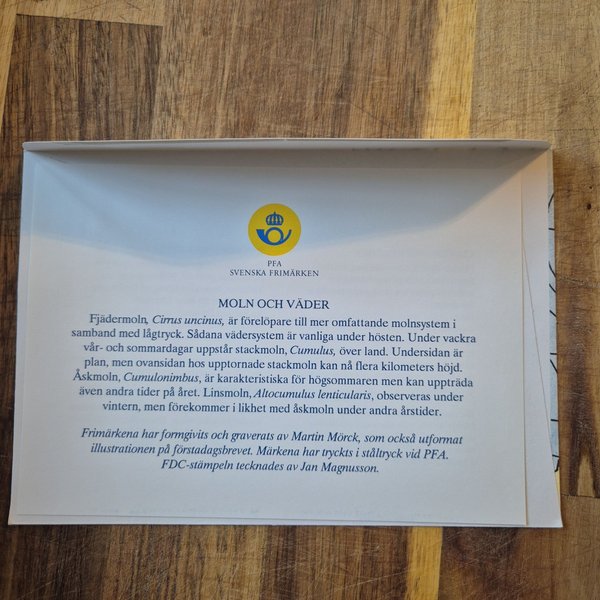 PFA
SVENSKA FRIMÄRKEN
MOLN OCH VÄDER
Fjädermoln, Cirrus uncinus, är förelöpare till mer omfattande molnsystem i
samband med lågtryck. Sådana vädersystem är vanliga under hösten. Under vackra
vår- och sommardagar uppstår stackmoln, Cumulus, över land. Undersidan är
plan, men ovansidan hos upptornade stackmoln kan nå flera kilometers höjd.
Åskmoln, Cumulonimbus, är karakteristiska för högsommaren men kan uppträda
även andra tider på året. Linsmoln, Altocumulus lenticularis, observeras under
vintern, men förekommer i likhet med åskmoln under andra årstider.
Frimärkena har formgivits och graverats av Martin Mörck, som också utformat
illustrationen på förstadagsbrevet. Märkena har tryckts i ståltryck vid PFA.
FDC-stämpeln tecknades av Jan Magnusson.